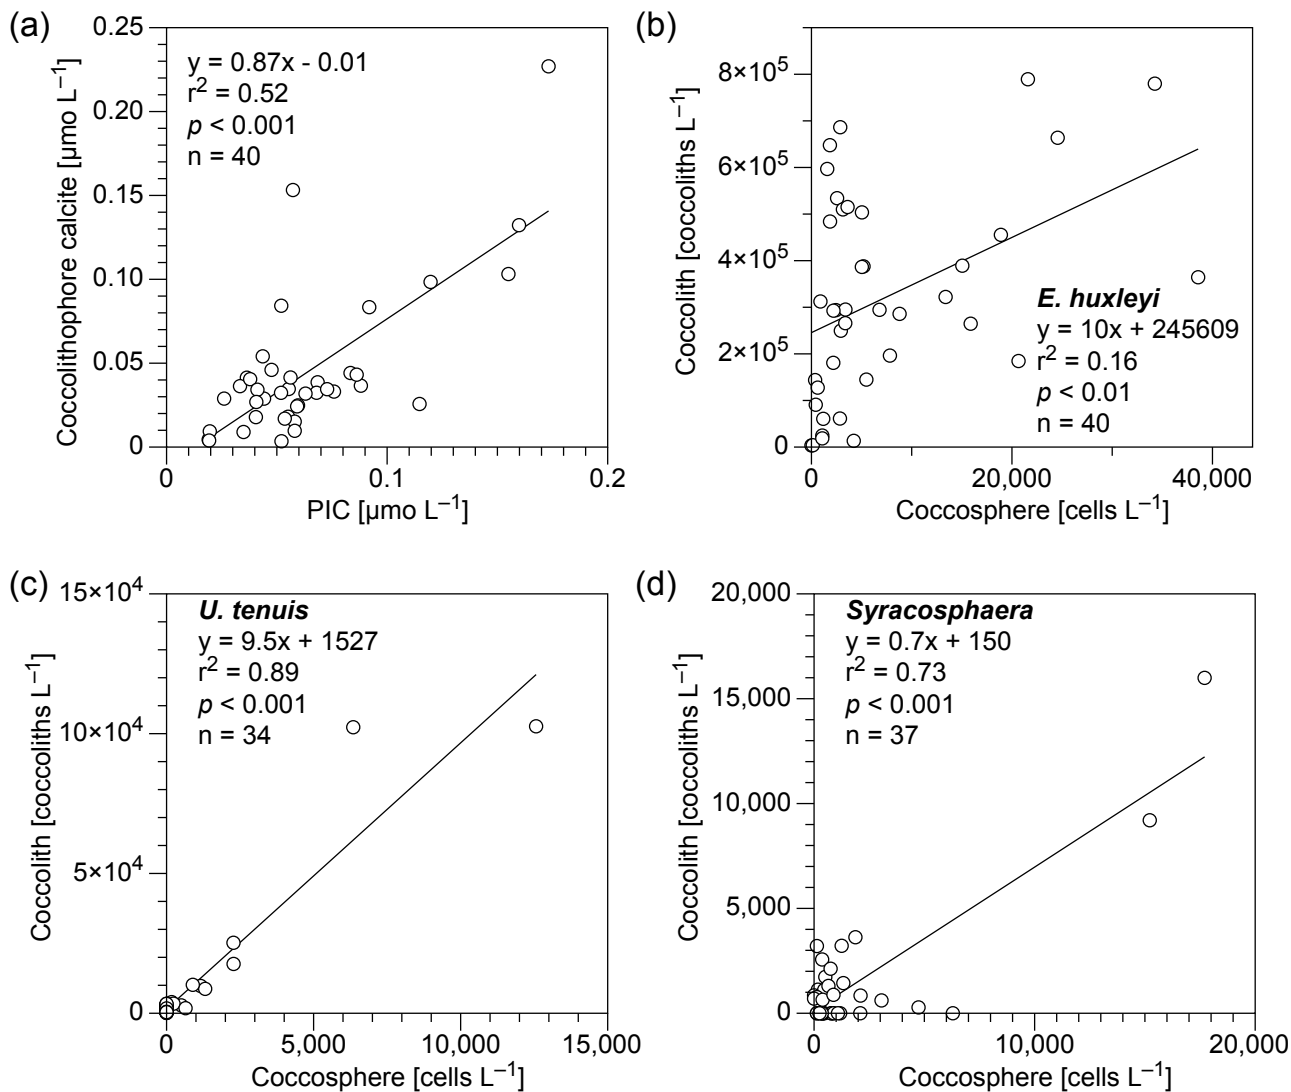 (a)
0.25
0.20
0.15
0.10
0.05
0
Coccolithophore calcite [µmo L⁻¹]
y = 0.87x - 0.01
r² = 0.52
p < 0.001
n = 40
0
0.1
0.2
PIC [µmo L⁻¹]
(b)
8×10⁵
6×10⁵
4×10⁵
2×10⁵
0
Coccolith [coccoliths L⁻¹]
E. huxleyi
y = 10x + 245609
r² = 0.16
p < 0.01
n = 40
0
20,000
40,000
Coccosphere [cells L⁻¹]
(c)
15×10⁴
10×10⁴
5×10⁴
0
Coccolith [coccoliths L⁻¹]
U. tenuis
y = 9.5x + 1527
r² = 0.89
p < 0.001
n = 34
0
5,000
10,000
15,000
Coccosphere [cells L⁻¹]
(d)
20,000
15,000
10,000
5,000
0
Coccolith [coccoliths L⁻¹]
Syracosphaera
y = 0.7x + 150
r² = 0.73
p < 0.001
n = 37
0
10,000
20,000
Coccosphere [cells L⁻¹]